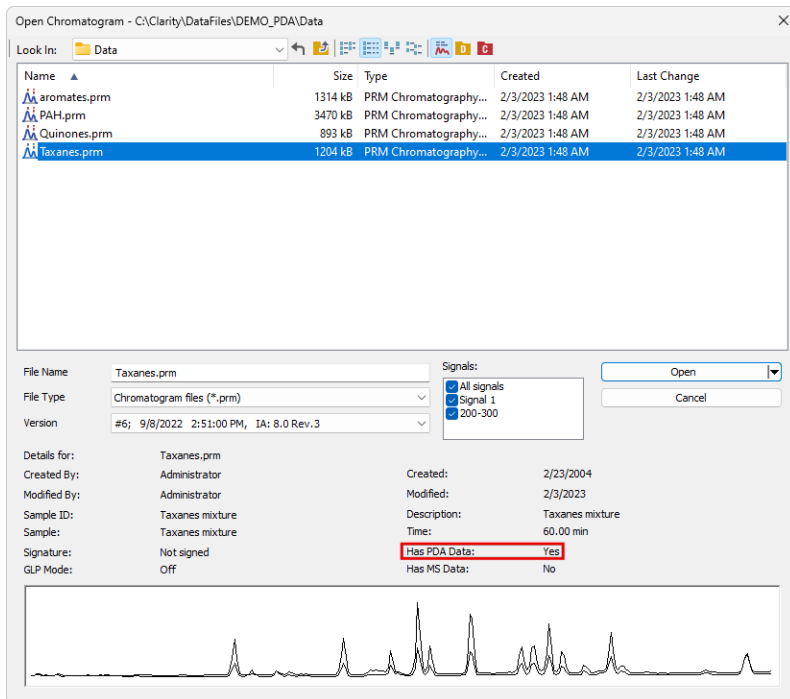 Open Chromatogram - C:\Clarity\DataFiles\DEMO_PDA\Data
Look In: Data
Name Size Type Created Last Change
aromates.prm 1314 kB PRM Chromatography... 2/3/2023 1:48 AM 2/3/2023 1:48 AM
PAH.prm 3470 kB PRM Chromatography... 2/3/2023 1:48 AM 2/3/2023 1:48 AM
Quinones.prm 893 kB PRM Chromatography... 2/3/2023 1:48 AM 2/3/2023 1:48 AM
Taxanes.prm 1204 kB PRM Chromatography... 2/3/2023 1:48 AM 2/3/2023 1:48 AM
File Name Taxanes.prm Signals: Open
All signals
File Type Chromatogram files (*.prm) Signal 1 Cancel
200-300
Version #6; 9/8/2022 2:51:00 PM, IA: 8.0 Rev.3
Details for: Taxanes.prm
Created By: Administrator Created: 2/23/2004
Modified By: Administrator Modified: 2/3/2023
Sample ID: Taxanes mixture Description: Taxanes mixture
Sample: Taxanes mixture Time: 60.00 min
Signature: Not signed Has PDA Data: Yes
GLP Mode: Off Has MS Data: No